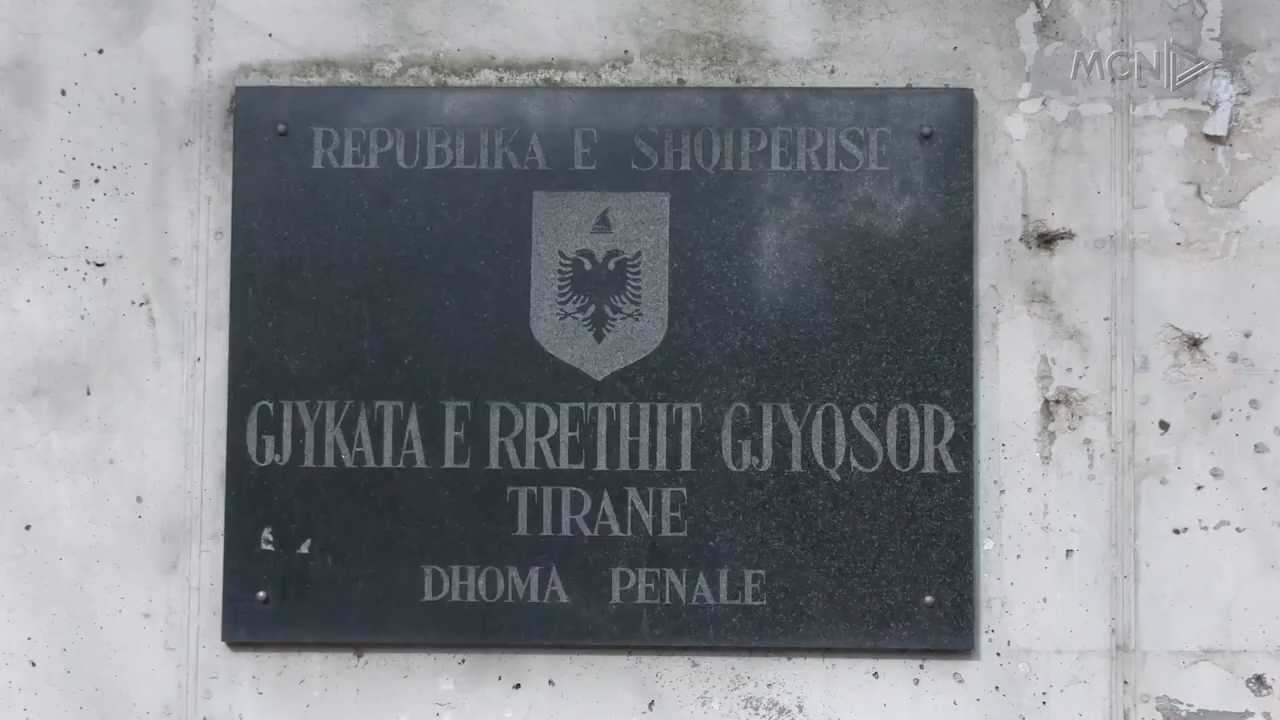 MCN
REPUBLIKA E SHQIPERISE
GJYKATA E RRETHIT GJYQSOR
TIRANE
DHOMA PENALE